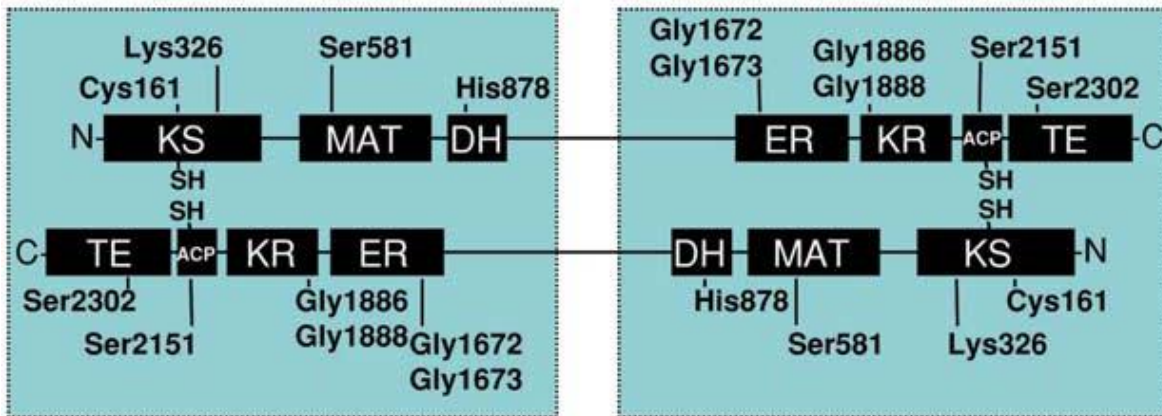 Lys326 Ser581
Cys161 His878
N KS MAT DH
SH
SH
C TE ACP KR ER
Ser2302 Gly1886
Ser2151 Gly1888 Gly1672
Gly1673
Gly1672 Gly1886 Ser2151
Gly1673 Gly1888 Ser2302
ER KR ACP TE C
SH
SH
DH MAT KS N
His878 Cys161
Ser581 Lys326